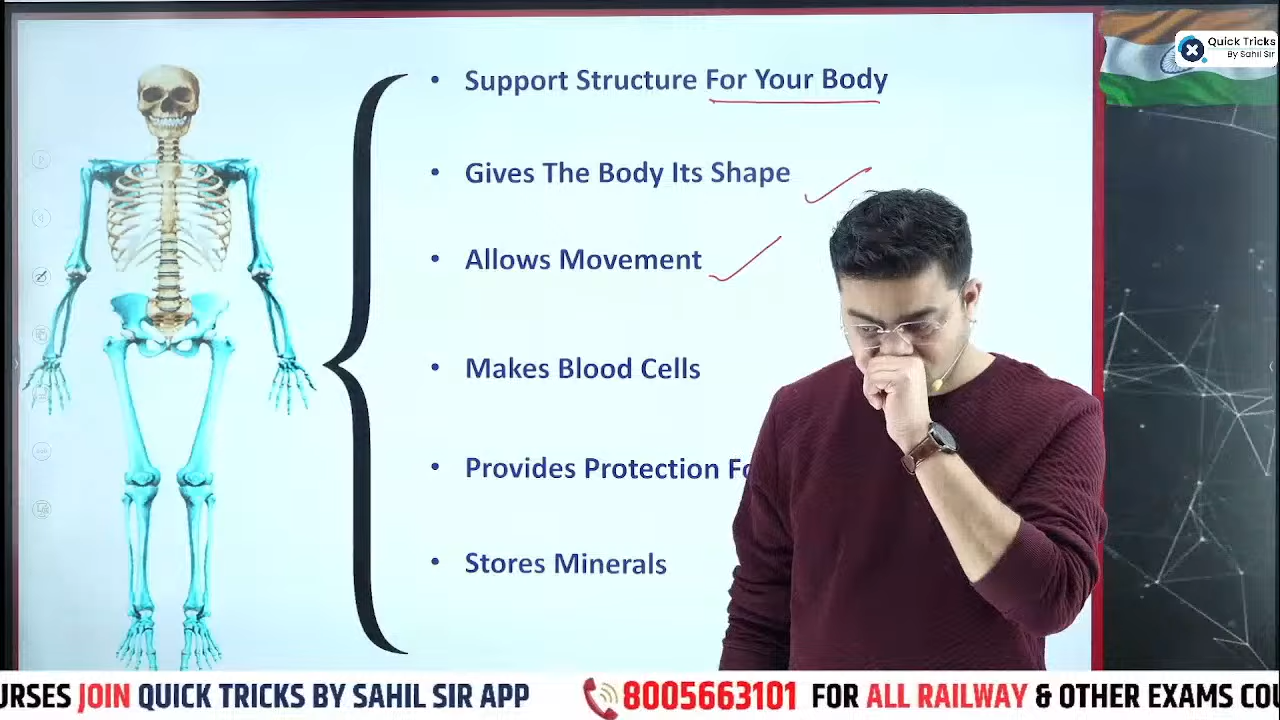 Quick Tricks
By Sahil Sir
• Support Structure For Your Body
• Gives The Body Its Shape
• Allows Movement
• Makes Blood Cells
• Provides Protection
• Stores Minerals
JOIN QUICK TRICKS BY SAHIL SIR APP 8005663101 FOR ALL RAILWAY & OTHER EXAMS